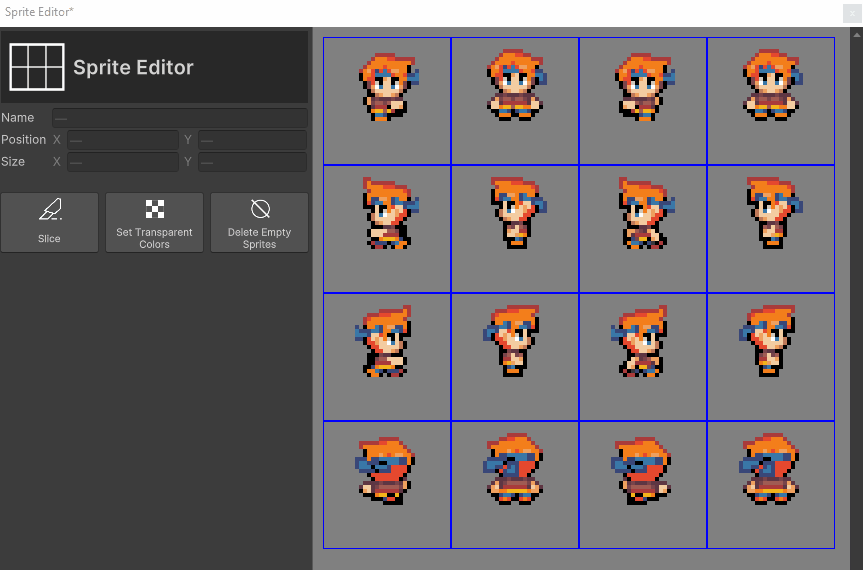 Sprite Editor*
Sprite Editor
Name —
Position X — Y —
Size X — Y —
Slice
Set Transparent
Colors
Delete Empty
Sprites